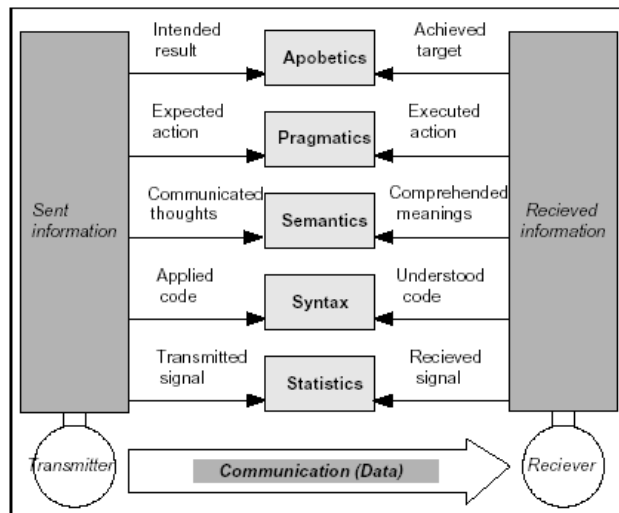 Intended
result
Apobetics
Achieved
target
Expected
action
Pragmatics
Executed
action
Sent
information
Communicated
thoughts
Semantics
Comprehended
meanings
Recieved
information
Applied
code
Syntax
Understood
code
Transmitted
signal
Statistics
Recieved
signal
Transmitter
Communication (Data)
Reciever